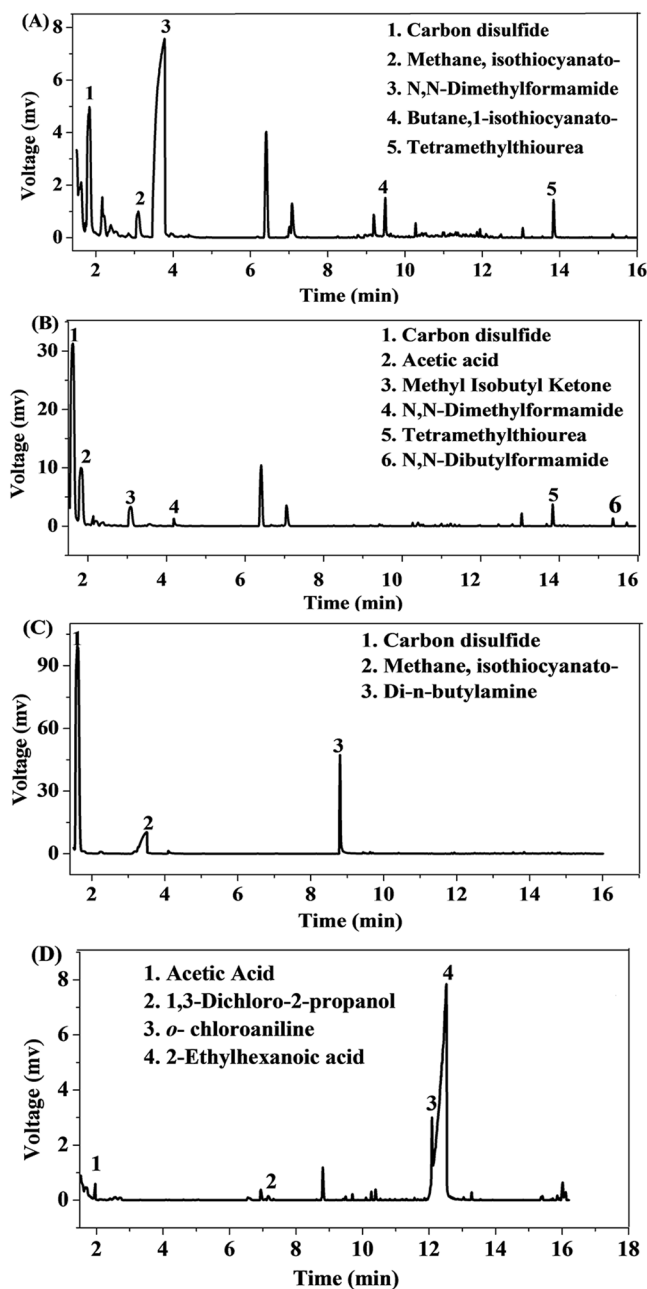 (A)
1. Carbon disulfide
2. Methane, isothiocyanato-
3. N,N-Dimethylformamide
4. Butane,1-isothiocyanato-
5. Tetramethylthiourea
Voltage (mv)
8
6
4
2
0
1
2
3
4
5
2 4 6 8 10 12 14 16
Time (min)
(B)
1. Carbon disulfide
2. Acetic acid
3. Methyl Isobutyl Ketone
4. N,N-Dimethylformamide
5. Tetramethylthiourea
6. N,N-Dibutylformamide
Voltage (mv)
30
20
10
0
1
2
3
4
5
6
2 4 6 8 10 12 14 16
Time (min)
(C)
1. Carbon disulfide
2. Methane, isothiocyanato-
3. Di-n-butylamine
Voltage (mv)
90
60
30
0
1
2
3
2 4 6 8 10 12 14 16
Time (min)
(D)
1. Acetic Acid
2. 1,3-Dichloro-2-propanol
3. o- chloroaniline
4. 2-Ethylhexanoic acid
Voltage (mv)
8
6
4
2
0
1
2
3
4
2 4 6 8 10 12 14 16 18
Time (min)